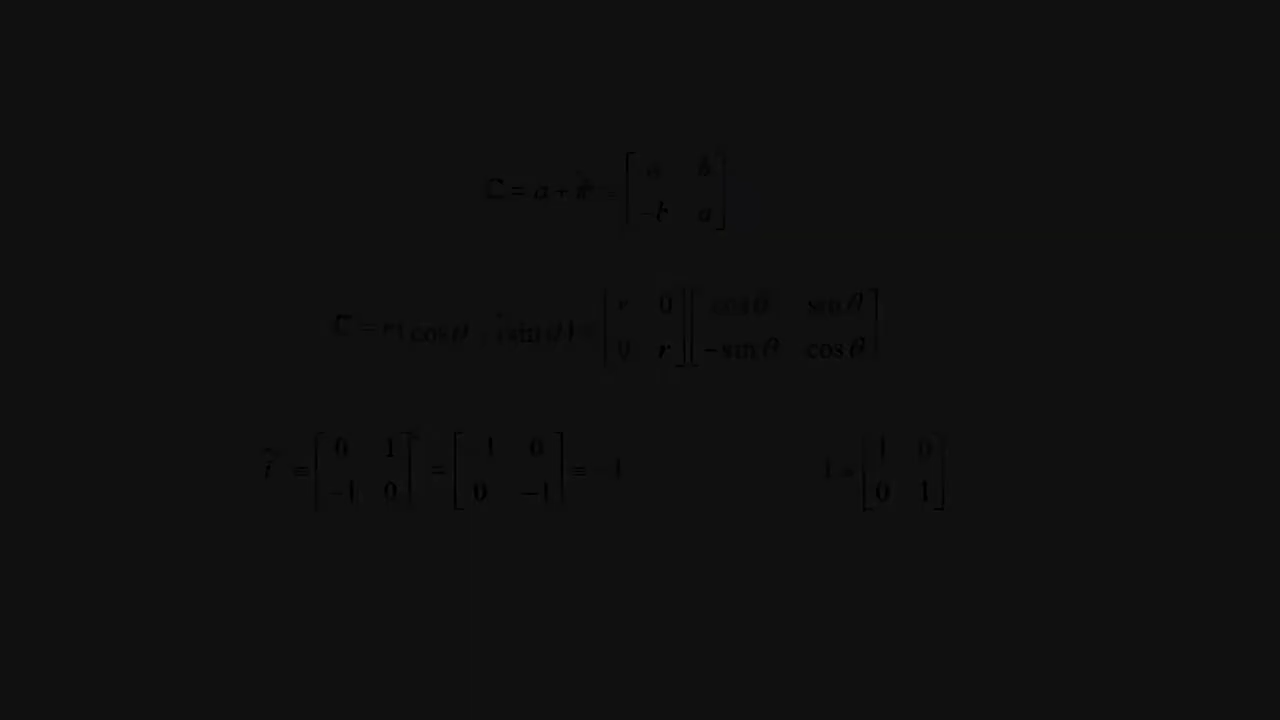 ℂ = a + ib = [ a b ; -b a ]
ℂ = r(cos θ + i sin θ) = [ r 0 ; 0 r ] [ cos θ sin θ ; -sin θ cos θ ]
i² = [ 0 1 ; -1 0 ]² = [ -1 0 ; 0 -1 ] = -1 1 = [ 1 0 ; 0 1 ]